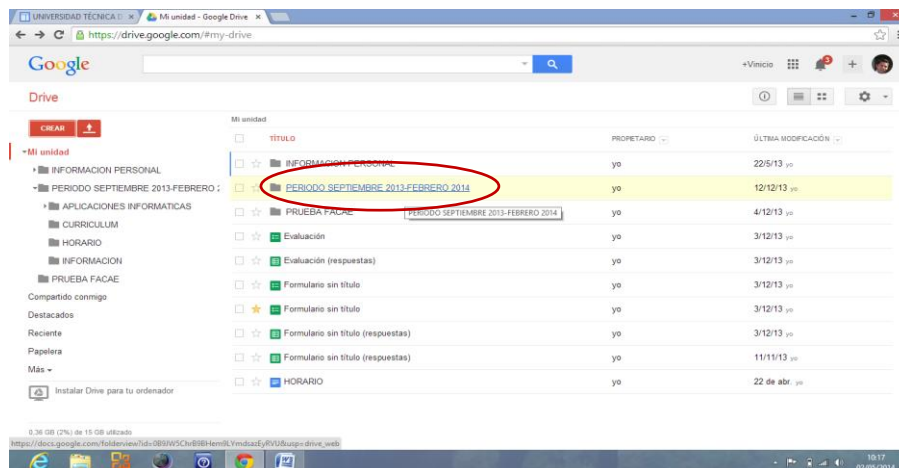 UNIVERSIDAD TÉCNICA D
Mi unidad - Google Drive
https://drive.google.com/#my-drive
Google
+Vinicio
3
Drive
CREAR
Mi unidad
INFORMACION PERSONAL
PERIODO SEPTIEMBRE 2013-FEBRERO 2
APLICACIONES INFORMATICAS
CURRICULUM
HORARIO
INFORMACION
PRUEBA FACAE
Compartido conmigo
Destacados
Reciente
Papelera
Más
Instalar Drive para tu ordenador
0,36 GB (2%) de 15 GB utilizado
Mi unidad
TÍTULO PROPIETARIO ÚLTIMA MODIFICACIÓN
INFORMACION PERSONAL yo 22/5/13 yo
PERIODO SEPTIEMBRE 2013-FEBRERO 2014 yo 12/12/13 yo
PRUEBA FACAE yo 4/12/13 yo
PERIODO SEPTIEMBRE 2013-FEBRERO 2014
Evaluación yo 3/12/13 yo
Evaluación (respuestas) yo 3/12/13 yo
Formulario sin título yo 3/12/13 yo
Formulario sin título yo 3/12/13 yo
Formulario sin título (respuestas) yo 3/12/13 yo
Formulario sin título (respuestas) yo 11/11/13 yo
HORARIO yo 22 de abr. yo
10:17
02/05/2014